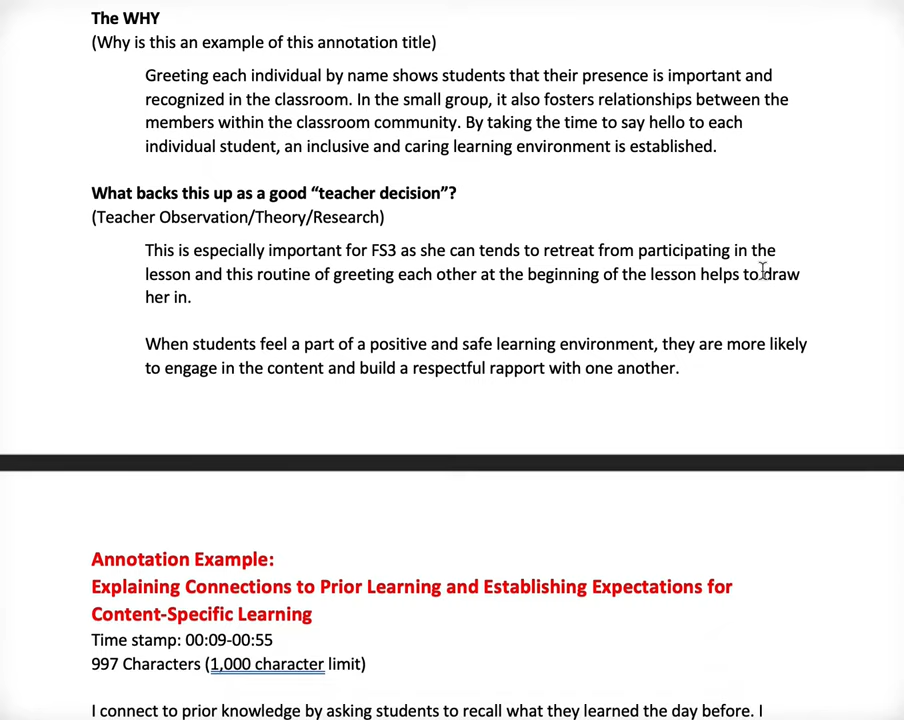 The WHY
(Why is this an example of this annotation title)
Greeting each individual by name shows students that their presence is important and
recognized in the classroom. In the small group, it also fosters relationships between the
members within the classroom community. By taking the time to say hello to each
individual student, an inclusive and caring learning environment is established.
What backs this up as a good “teacher decision”?
(Teacher Observation/Theory/Research)
This is especially important for FS3 as she can tends to retreat from participating in the
lesson and this routine of greeting each other at the beginning of the lesson helps to draw
her in.
When students feel a part of a positive and safe learning environment, they are more likely
to engage in the content and build a respectful rapport with one another.
Annotation Example:
Explaining Connections to Prior Learning and Establishing Expectations for
Content-Specific Learning
Time stamp: 00:09-00:55
997 Characters (1,000 character limit)
I connect to prior knowledge by asking students to recall what they learned the day before. I